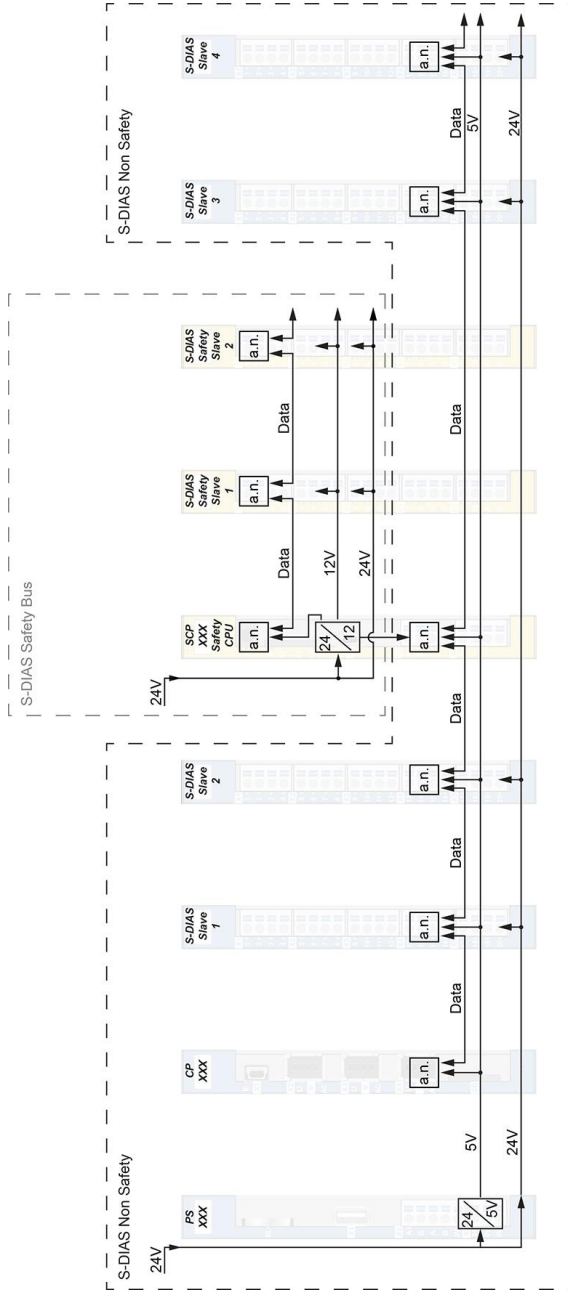 S-DIAS Safety Bus
S-DIAS Non Safety
S-DIAS Non Safety
PS
XXX
CP
XXX
S-DIAS
Slave
1
S-DIAS
Slave
2
SCP
XXX
Safety
CPU
S-DIAS
Safety
Slave
1
S-DIAS
Safety
Slave
2
S-DIAS
Slave
3
S-DIAS
Slave
4
24V
24V
a.n.
a.n.
a.n.
Data
Data
24
12
12V
24V
a.n.
a.n.
a.n.
a.n.
a.n.
a.n.
Data
Data
Data
Data
Data
24
5V
5V
5V
24V
24V